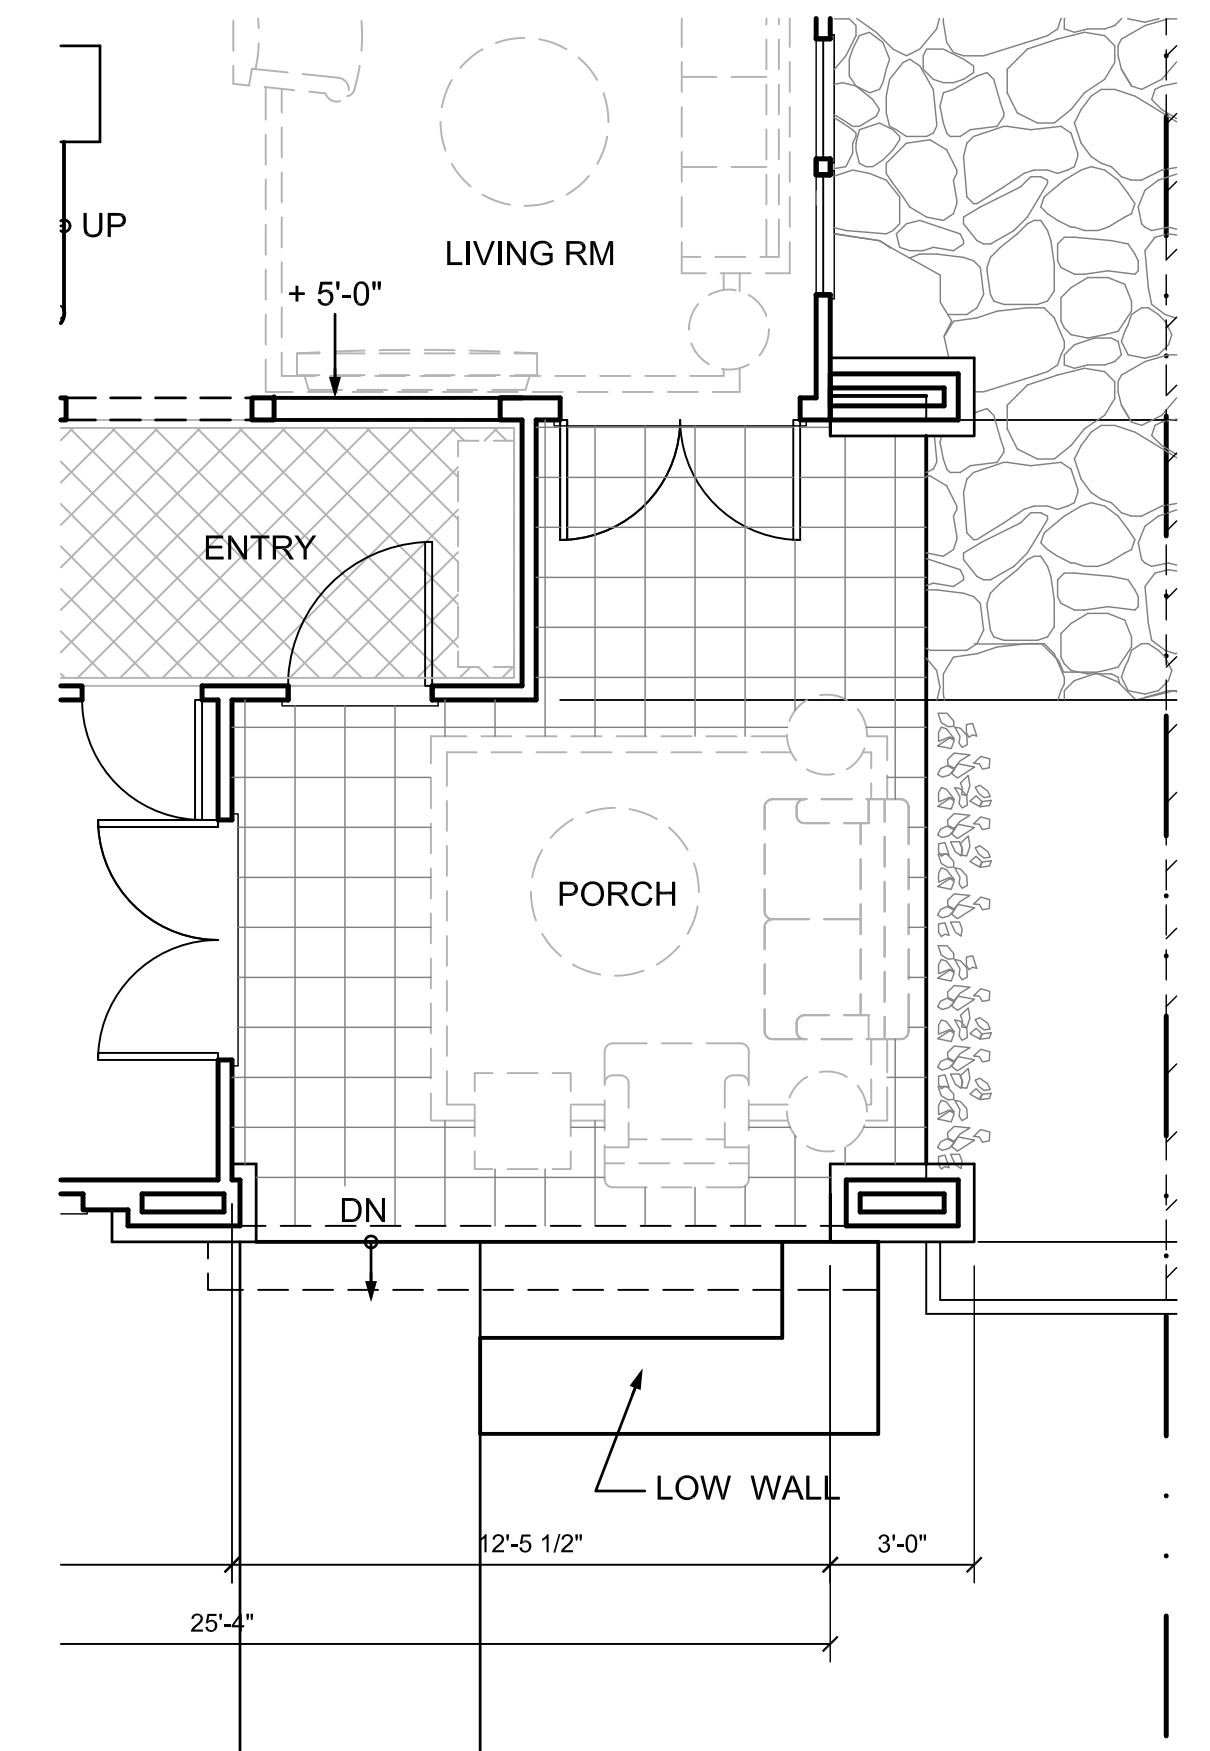 UP
LIVING RM
+ 5'-0"
ENTRY
PORCH
DN
LOW WALL
12'-5 1/2"
3'-0"
25'-4"